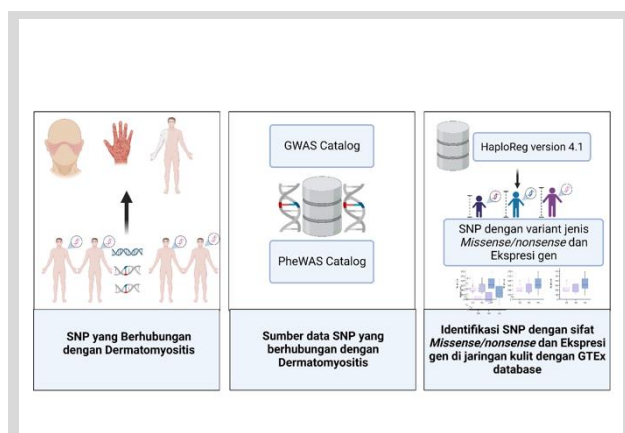 GWAS Catalog
PheWAS Catalog
HaploReg version 4.1
SNP dengan variant jenis
Missense/nonsense dan
Ekspresi gen
SNP yang Berhubungan
dengan Dermatomyositis
Sumber data SNP yang
berhubungan dengan
Dermatomyositis
Identifikasi SNP dengan sifat
Missense/nonsense dan Ekspresi
gen di jaringan kulit dengan GTEx
database